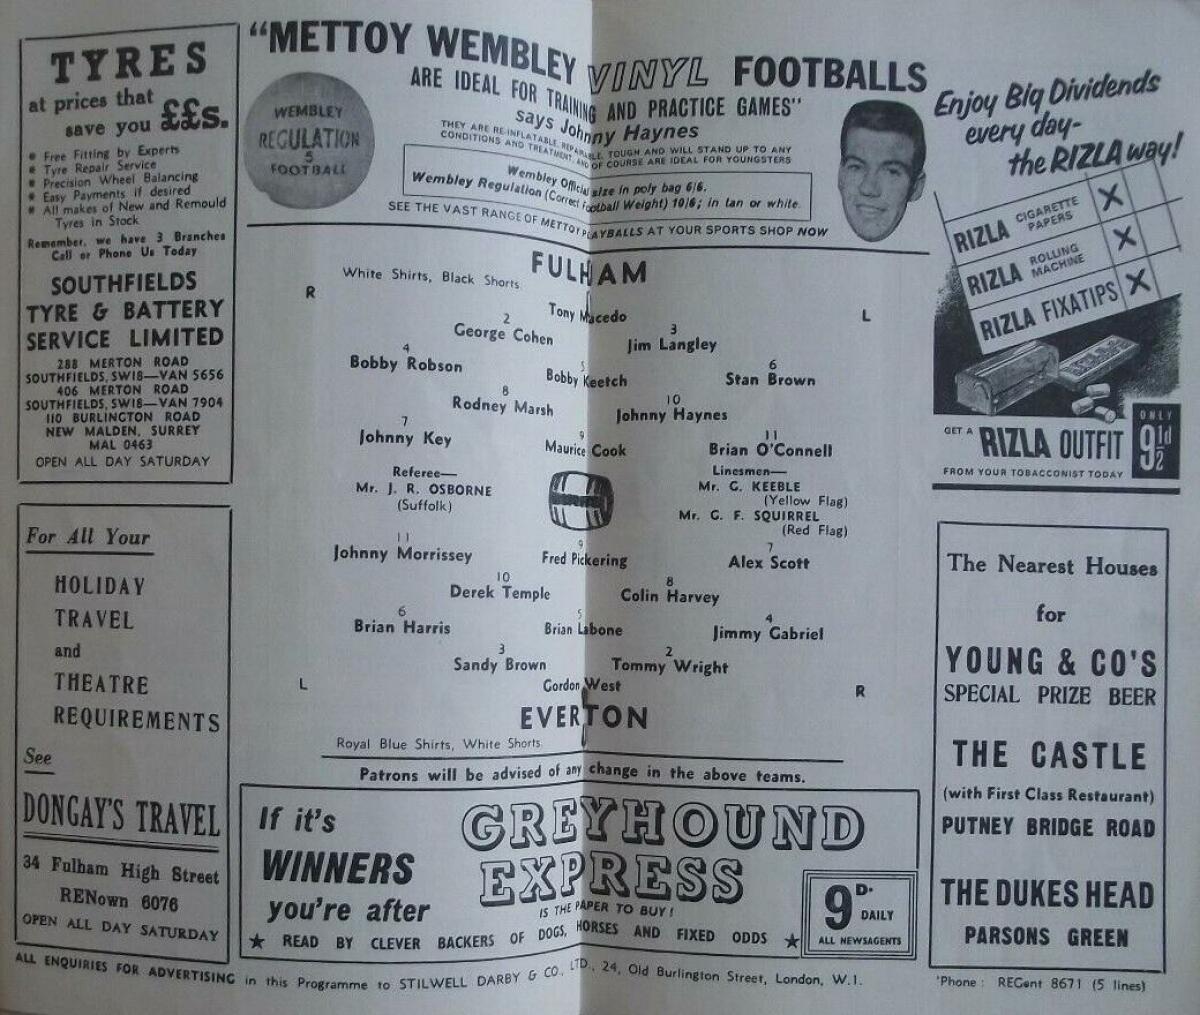 TYRES
at prices that
save you ££s.
* Free Fitting by Experts
* Tyre Repair Service
* Precision Wheel Balancing
* Easy Payments if desired
* All makes of New and Remould
Tyres in Stock
Remember, we have 3 Branches
Call or Phone Us Today
SOUTHFIELDS
TYRE & BATTERY
SERVICE LIMITED
288 MERTON ROAD
SOUTHFIELDS, SW18—VAN 5656
406 MERTON ROAD
SOUTHFIELDS, SW18—VAN 7904
110 BURLINGTON ROAD
NEW MALDEN, SURREY
MAL 0463
OPEN ALL DAY SATURDAY
For All Your
HOLIDAY
TRAVEL
and
THEATRE
REQUIREMENTS
See
DONGAY'S TRAVEL
34 Fulham High Street
RENown 6076
OPEN ALL DAY SATURDAY
"METTOY WEMBLEY VINYL FOOTBALLS
ARE IDEAL FOR TRAINING AND PRACTICE GAMES"
says Johnny Haynes
THEY ARE RE-INFLATABLE, REPAIRABLE, TOUGH AND WILL STAND UP TO ANY
CONDITIONS AND TREATMENT, AND OF COURSE ARE IDEAL FOR YOUNGSTERS
WEMBLEY
REGULATION
5
FOOTBALL
Wembley Official size in poly bag 6/6.
Wembley Regulation (Correct Football Weight) 10/6; in tan or white.
SEE THE VAST RANGE OF METTOY PLAYBALLS AT YOUR SPORTS SHOP NOW
FULHAM
White Shirts, Black Shorts
R
L
Tony Macedo
2
George Cohen
3
Jim Langley
4
Bobby Robson
5
Bobby Keetch
6
Stan Brown
8
Rodney Marsh
10
Johnny Haynes
7
Johnny Key
9
Maurice Cook
11
Brian O'Connell
Referee—
Mr. J. R. OSBORNE
(Suffolk)
Linesmen—
Mr. G. KEEBLE
(Yellow Flag)
Mr. G. F. SQUIRREL
(Red Flag)
11
Johnny Morrissey
9
Fred Pickering
7
Alex Scott
10
Derek Temple
8
Colin Harvey
6
Brian Harris
5
Brian Labone
4
Jimmy Gabriel
3
Sandy Brown
2
Tommy Wright
L
Gordon West
R
EVERTON
Royal Blue Shirts, White Shorts.
Patrons will be advised of any change in the above teams.
If it's
WINNERS
you're after
GREYHOUND
EXPRESS
IS THE PAPER TO BUY!
★ READ BY CLEVER BACKERS OF DOGS, HORSES AND FIXED ODDS ★
9D. DAILY
ALL NEWSAGENTS
Enjoy Big Dividends
every day-
the RIZLA way!
RIZLA CIGARETTE PAPERS X
RIZLA ROLLING MACHINE X
RIZLA FIXATIPS X
GET A RIZLA OUTFIT
ONLY
9½d
FROM YOUR TOBACCONIST TODAY
The Nearest Houses
for
YOUNG & CO'S
SPECIAL PRIZE BEER
THE CASTLE
(with First Class Restaurant)
PUTNEY BRIDGE ROAD
THE DUKES HEAD
PARSONS GREEN
ALL ENQUIRIES FOR ADVERTISING in this Programme to STILWELL DARBY & CO., LTD., 24, Old Burlington Street, London, W.1. 'Phone : REGent 8671 (5 lines)